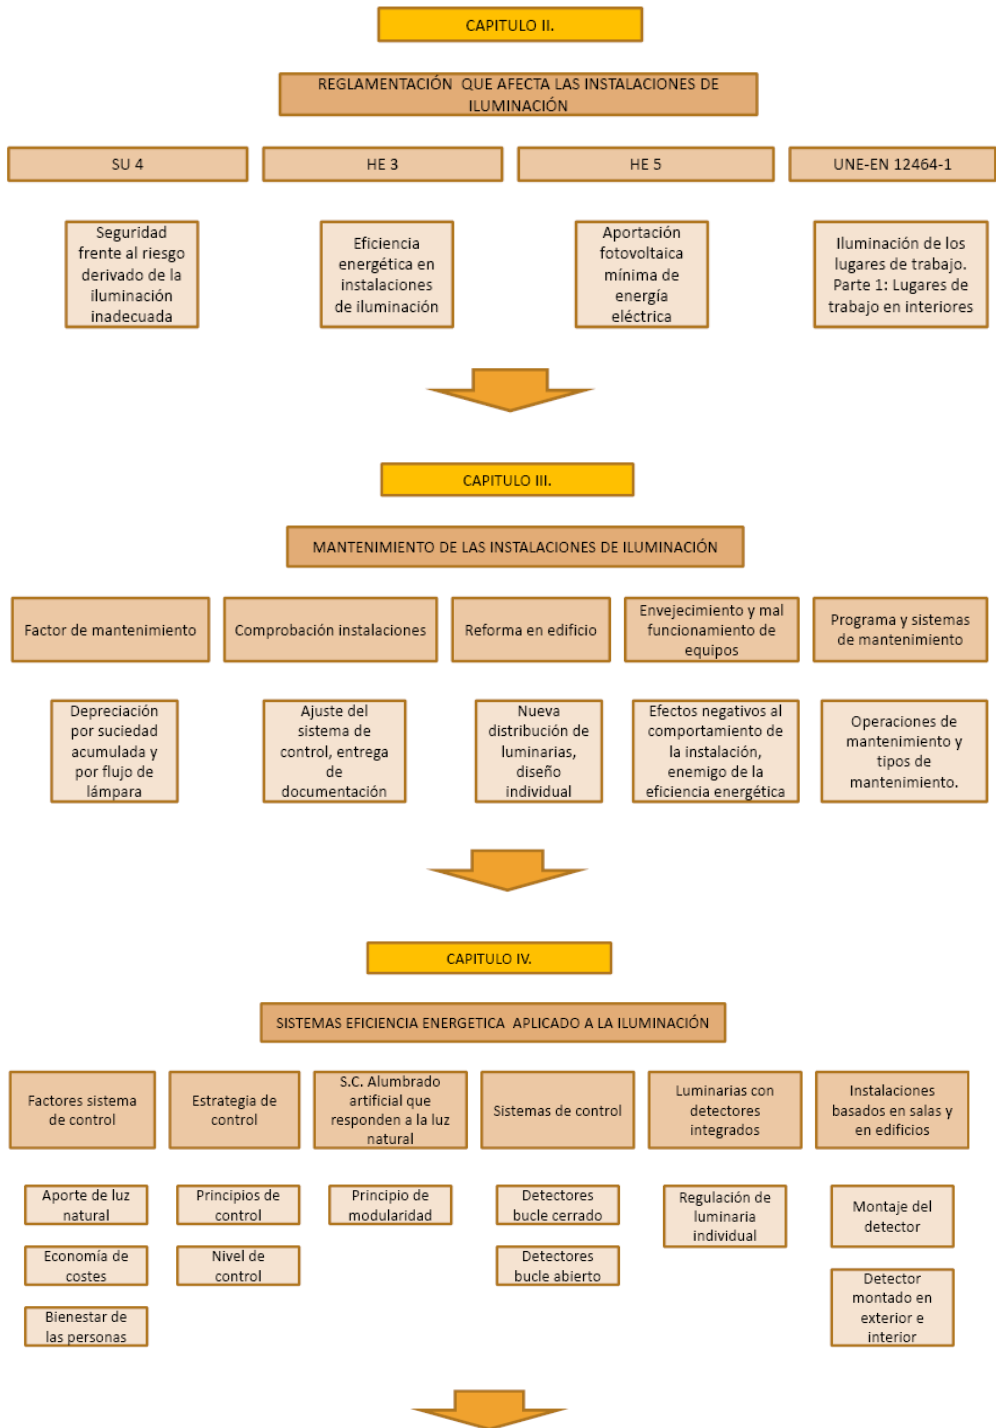 CAPITULO II.
REGLAMENTACIÓN QUE AFECTA LAS INSTALACIONES DE
ILUMINACIÓN
SU 4
HE 3
HE 5
UNE-EN 12464-1
Seguridad
frente al riesgo
derivado de la
iluminación
inadecuada
Eficiencia
energética en
instalaciones
de iluminación
Aportación
fotovoltaica
mínima de
energía
eléctrica
Iluminación de los
lugares de trabajo.
Parte 1: Lugares de
trabajo en interiores
CAPITULO III.
MANTENIMIENTO DE LAS INSTALACIONES DE ILUMINACIÓN
Factor de mantenimiento
Comprobación instalaciones
Reforma en edificio
Envejecimiento y mal
funcionamiento de
equipos
Programa y sistemas
de mantenimiento
Depreciación
por suciedad
acumulada y
por flujo de
lámpara
Ajuste del
sistema de
control, entrega
de
documentación
Nueva
distribución de
luminarias,
diseño
individual
Efectos negativos al
comportamiento de
la instalación,
enemigo de la
eficiencia energética
Operaciones de
mantenimiento y
tipos de
mantenimiento.
CAPITULO IV.
SISTEMAS EFICIENCIA ENERGETICA APLICADO A LA ILUMINACIÓN
Factores sistema
de control
Estrategia de
control
S.C. Alumbrado
artificial que
responden a la luz
natural
Sistemas de control
Luminarias con
detectores
integrados
Instalaciones
basados en salas y
en edificios
Aporte de luz
natural
Economía de
costes
Bienestar de
las personas
Principios de
control
Nivel de
control
Principio de
modularidad
Detectores
bucle cerrado
Detectores
bucle abierto
Regulación de
luminaria
individual
Montaje del
detector
Detector
montado en
exterior e
interior